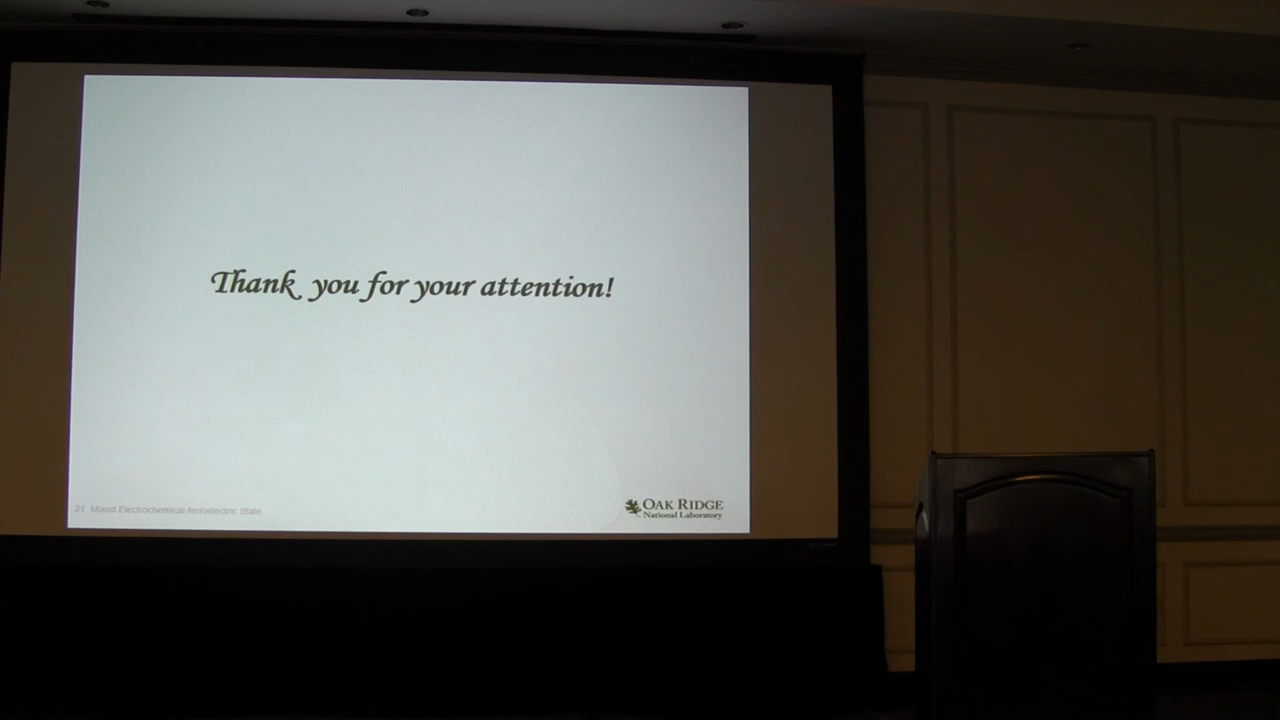 Thank you for your attention!
21 Mixed Electrochemical-ferroelectric State
OAK RIDGE
National Laboratory